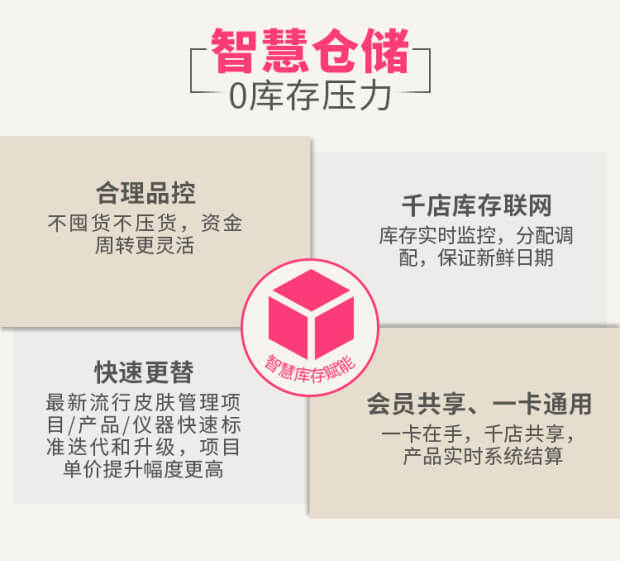 智慧仓储
0库存压力
合理品控
不囤货不压货，资金
周转更灵活
千店库存联网
库存实时监控，分配调
配，保证新鲜日期
智慧库存赋能
快速更替
最新流行皮肤管理项
目/产品/仪器快速标
准迭代和升级，项目
单价提升幅度更高
会员共享、一卡通用
一卡在手，千店共享，
产品实时系统结算